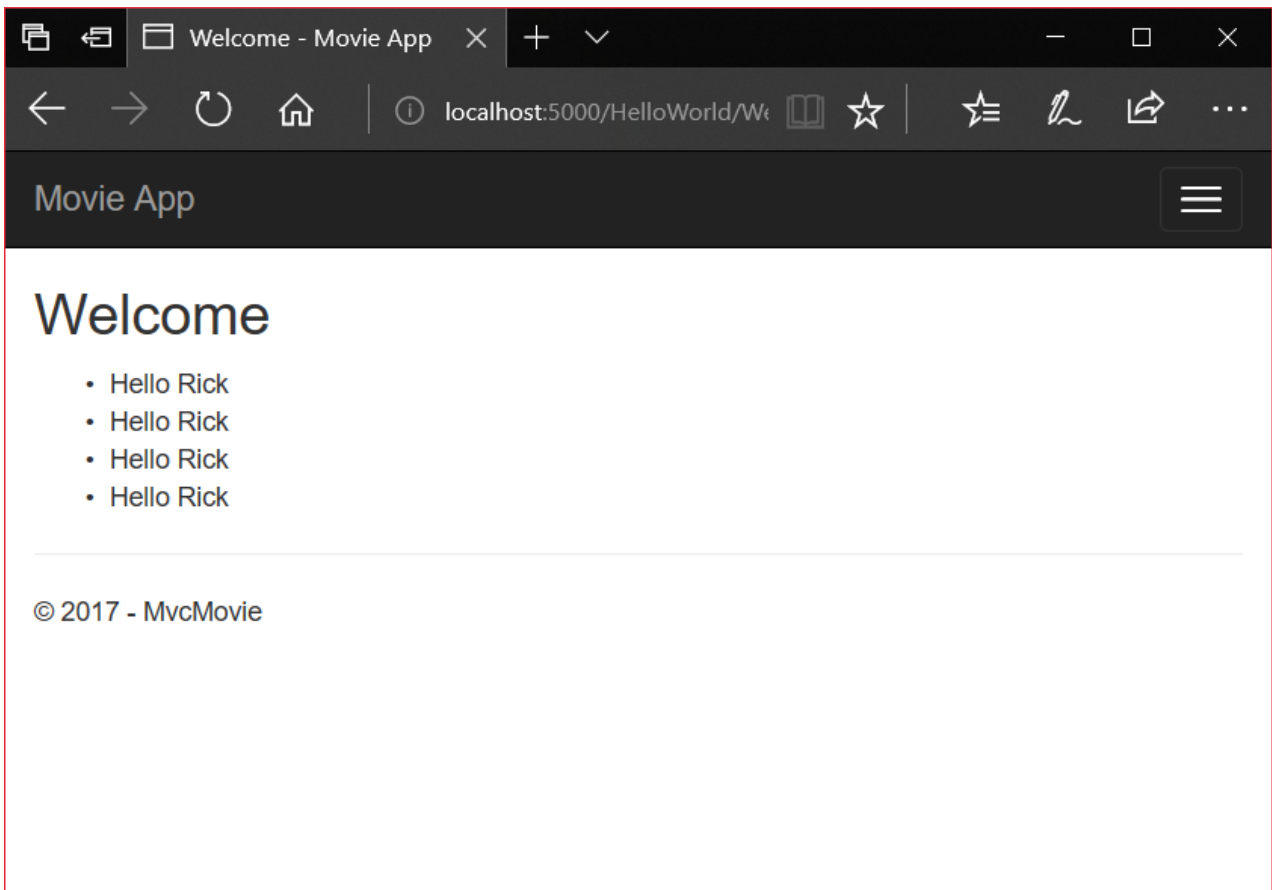 Welcome - Movie App
localhost:5000/HelloWorld/We
Movie App
Welcome
• Hello Rick
• Hello Rick
• Hello Rick
• Hello Rick
© 2017 - MvcMovie